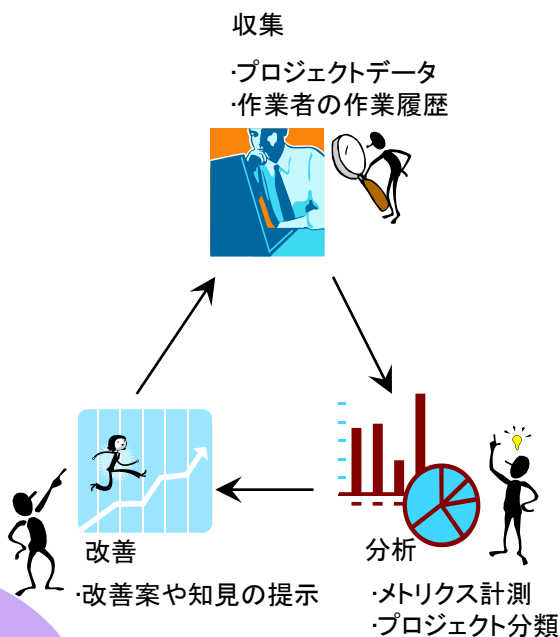 収集
·プロジェクトデータ
·作業者の作業履歴
改善
·改善案や知見の提示
分析
·メトリクス計測
·プロジェクト分類